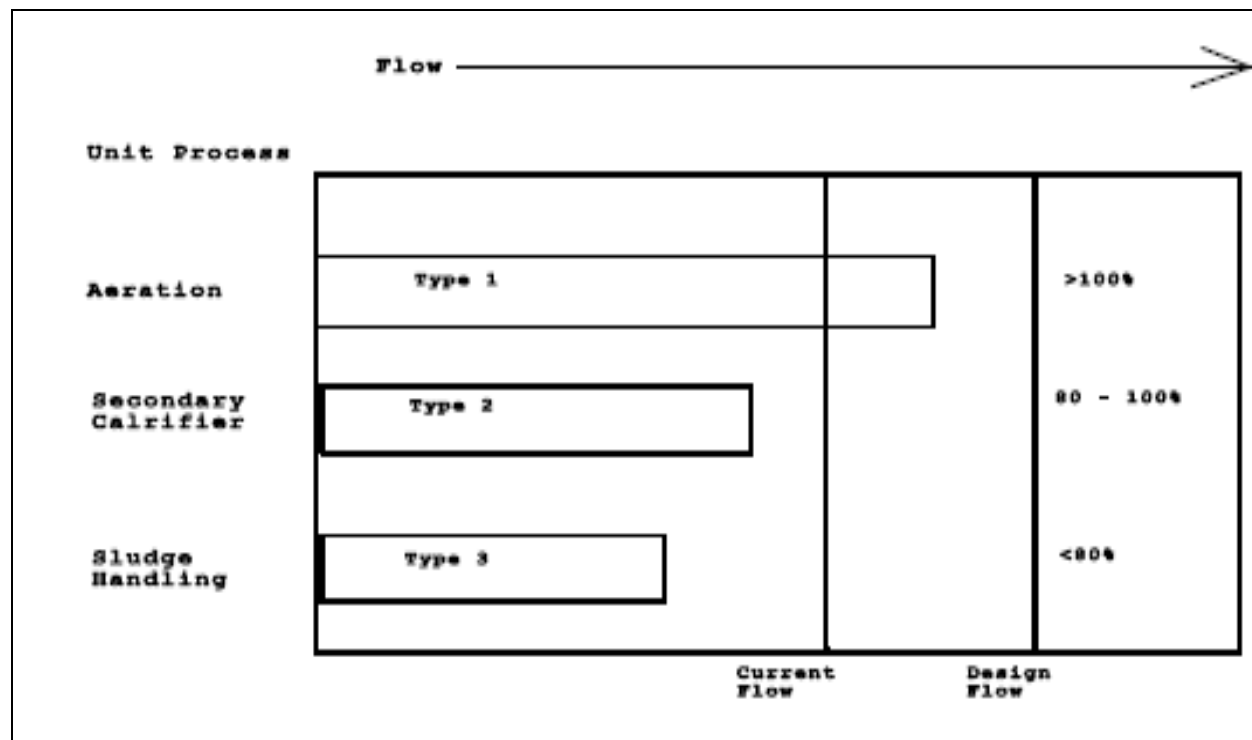 Flow
Unit Process
Aeration
Type 1
>100%
Secondary
Calrifier
Type 2
80 - 100%
Sludge
Handling
Type 3
<80%
Current
Flow
Design
Flow